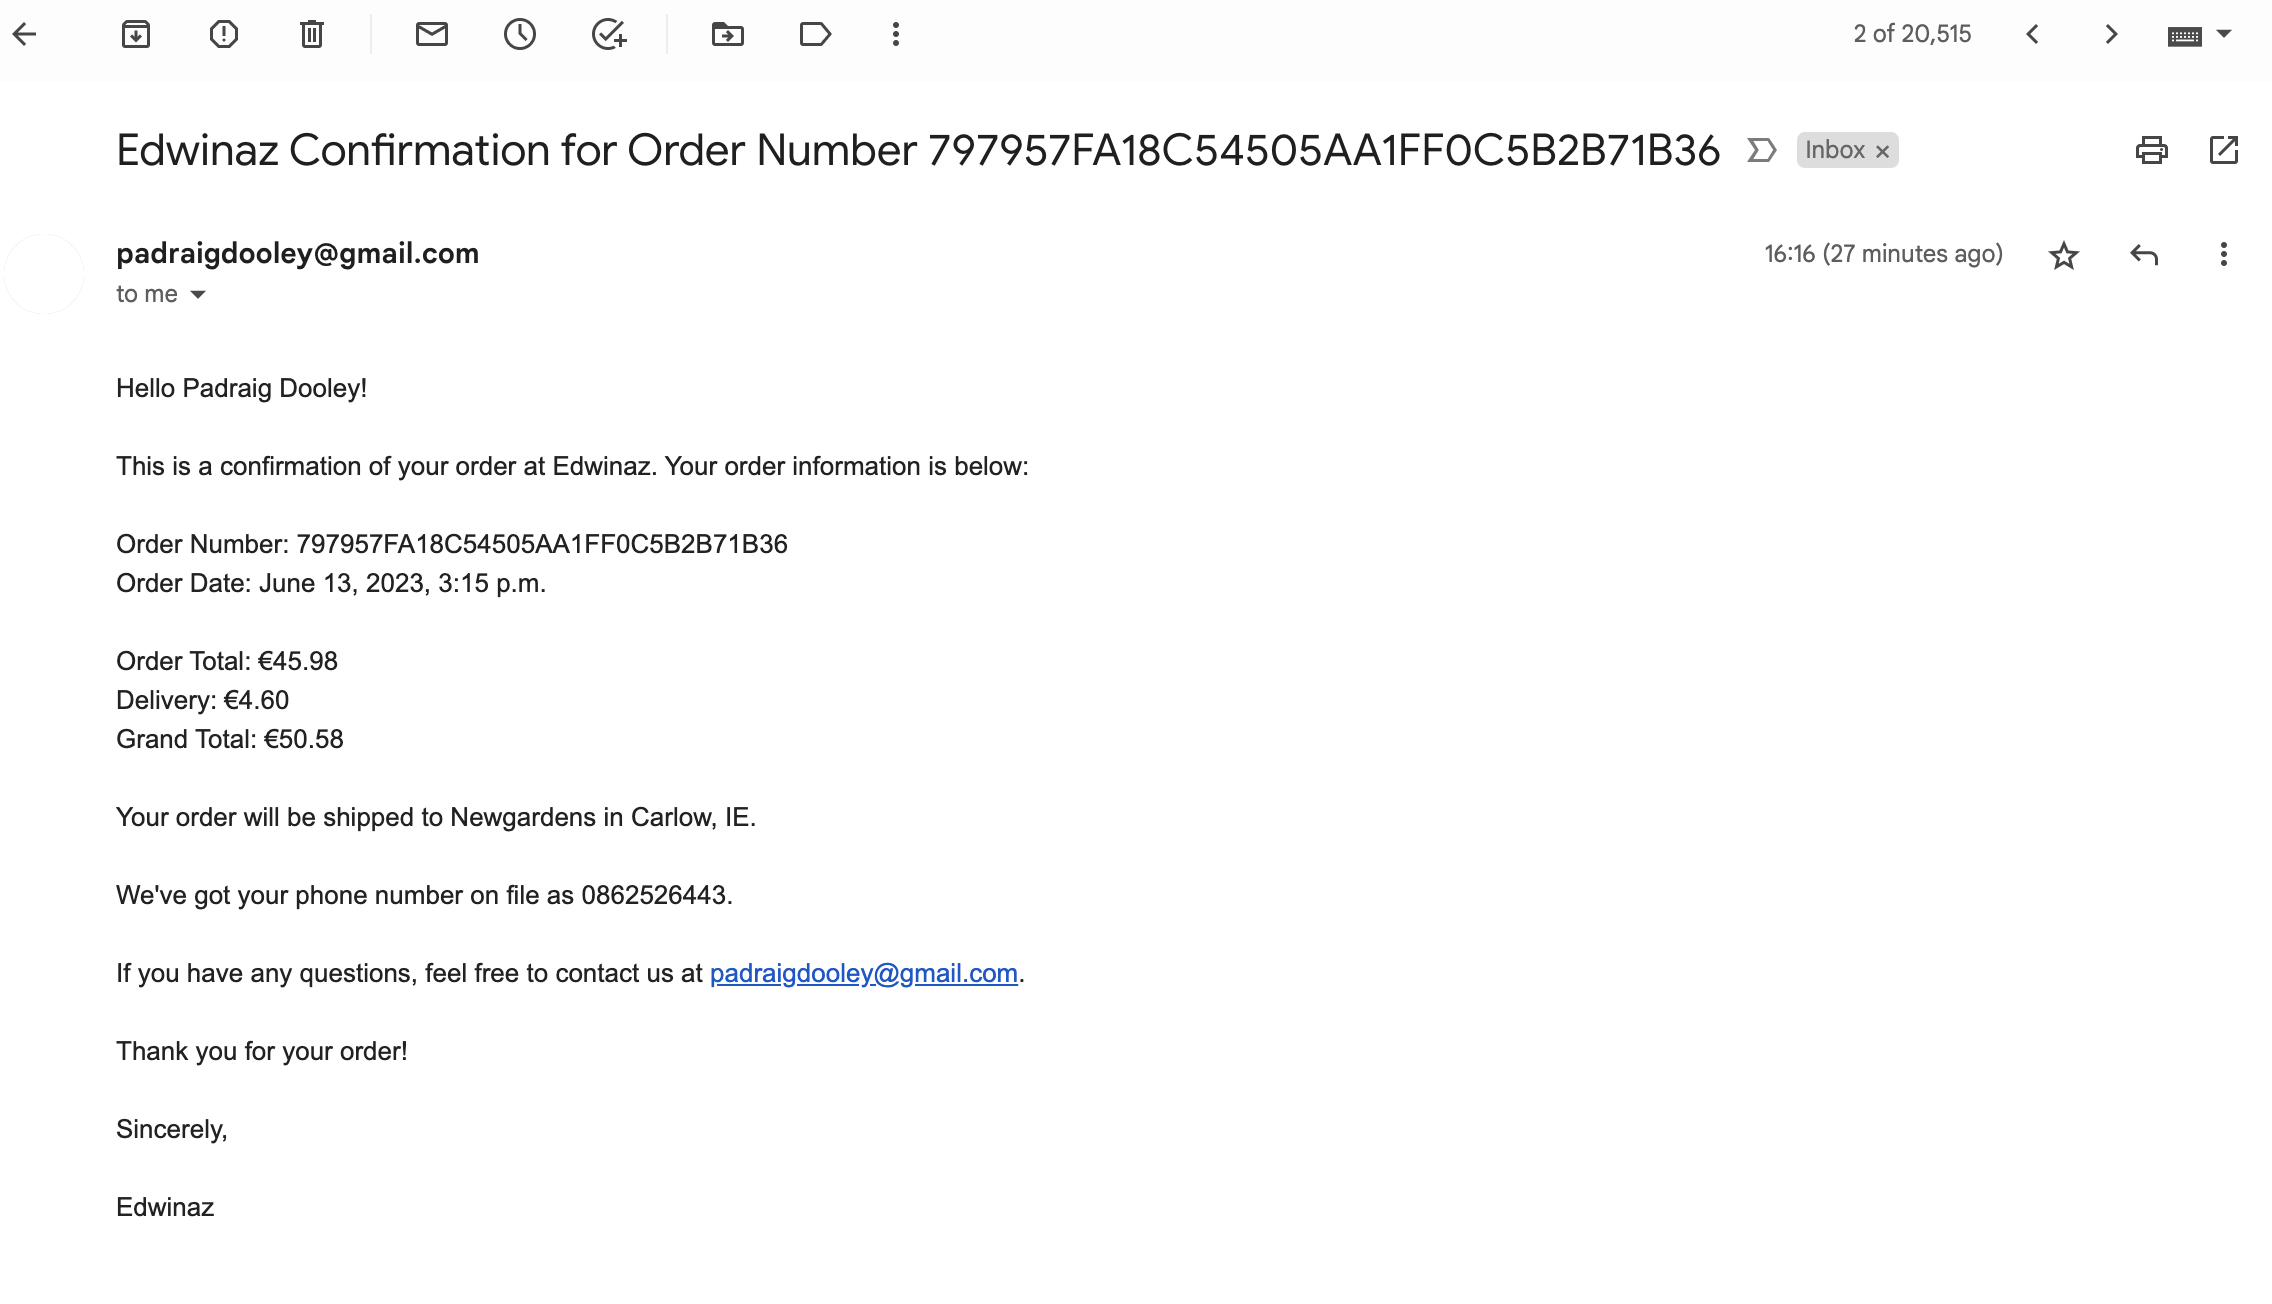 2 of 20,515
Edwinaz Confirmation for Order Number 797957FA18C54505AA1FF0C5B2B71B36 Inbox ×
padraigdooley@gmail.com 16:16 (27 minutes ago)
to me
Hello Padraig Dooley!
This is a confirmation of your order at Edwinaz. Your order information is below:
Order Number: 797957FA18C54505AA1FF0C5B2B71B36
Order Date: June 13, 2023, 3:15 p.m.
Order Total: €45.98
Delivery: €4.60
Grand Total: €50.58
Your order will be shipped to Newgardens in Carlow, IE.
We've got your phone number on file as 0862526443.
If you have any questions, feel free to contact us at padraigdooley@gmail.com.
Thank you for your order!
Sincerely,
Edwinaz